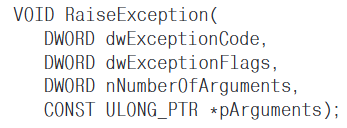 VOID RaiseException(
DWORD dwExceptionCode,
DWORD dwExceptionFlags,
DWORD nNumberOfArguments,
CONST ULONG_PTR *pArguments);